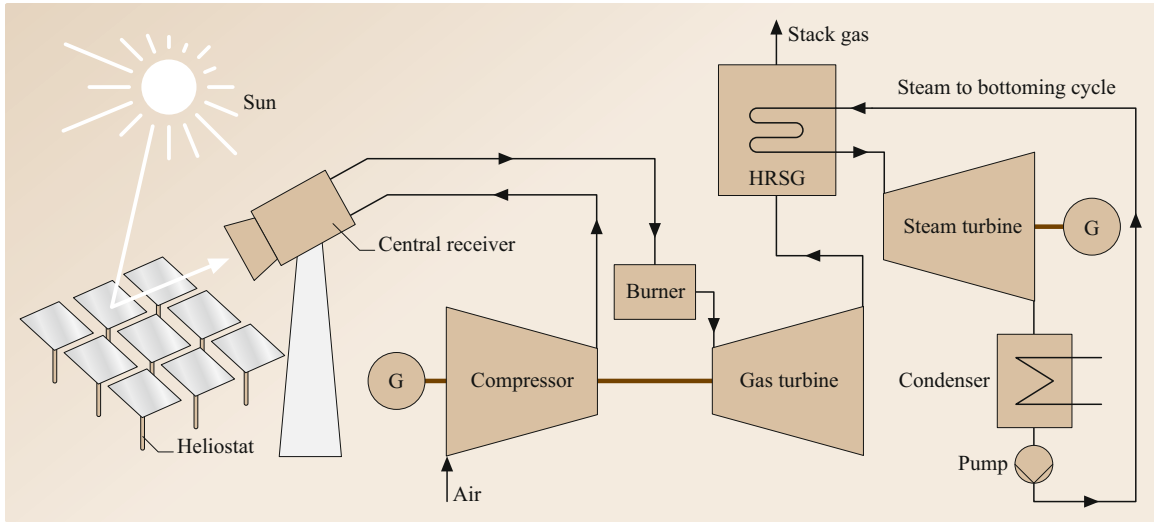 Stack gas
Sun
Steam to bottoming cycle
HRSG
Central receiver
Steam turbine
G
Burner
G
Compressor
Gas turbine
Condenser
Heliostat
Pump
Air